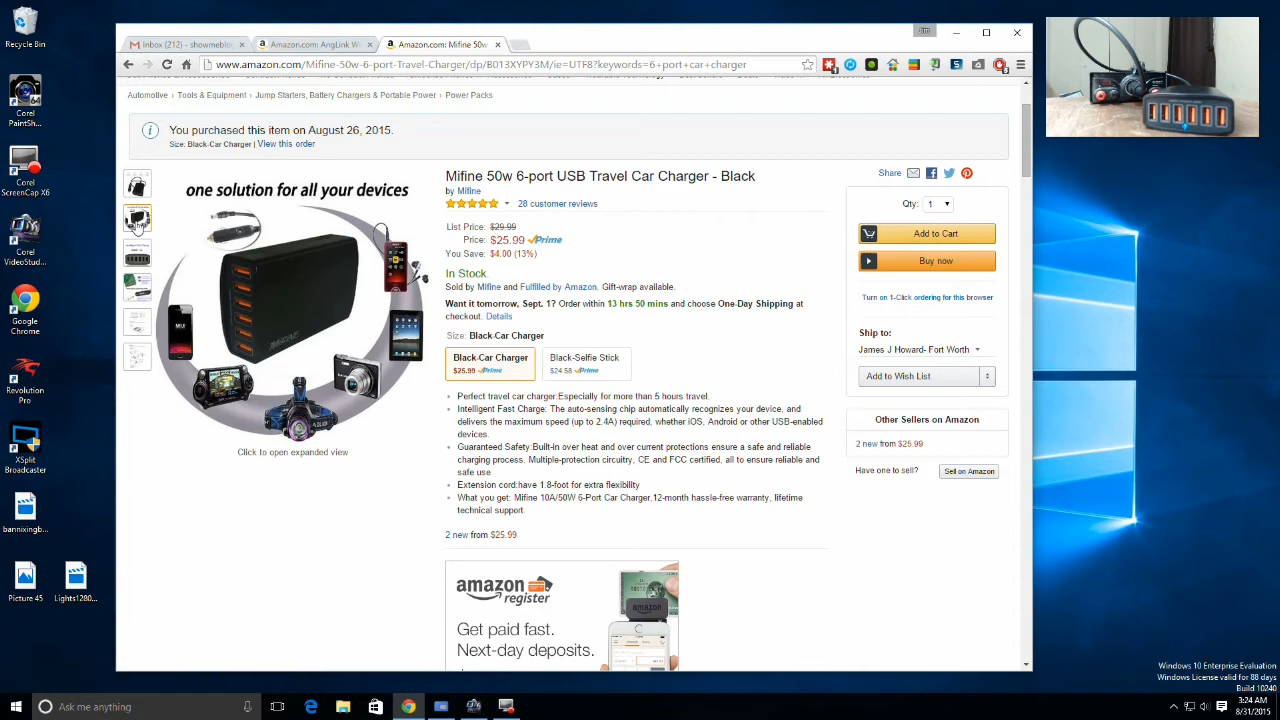 Recycle Bin
Corel
PaintSh...
Corel
ScreenCap X6
Corel
VideoStud...
Google
Chrome
Revolution
Pro
XSplit
Broadcaster
bannixingb...
Picture 45
Lights1280...
Jim
Inbox (212) - showmeblog
Amazon.com: AngLink W
Amazon.com: Mifine 50w
www.amazon.com/Mifine-50w-6-port-Travel-Charger/dp/B013XYPY3M/ie=UTF8?keywords=6+port+car+charger
Automotive › Tools & Equipment › Jump Starters, Battery Chargers & Portable Power › Power Packs
You purchased this item on August 26, 2015.
Size: Black-Car Charger | View this order
one solution for all your devices
Click to open expanded view
Mifine 50w 6-port USB Travel Car Charger - Black
by Mifine
28 customer reviews
List Price: $29.99
Price: $25.99 Prime
You Save: $4.00 (13%)
In Stock.
Sold by Mifine and Fulfilled by Amazon. Gift-wrap available.
Want it tomorrow, Sept. 1? Order within 13 hrs 50 mins and choose One-Day Shipping at
checkout. Details
Size: Black-Car Charger
Black-Car Charger
$25.99 Prime
Black-Selfie Stick
$24.58 Prime
• Perfect travel car charger:Especially for more than 5 hours travel.
• Intelligent Fast Charge: The auto-sensing chip automatically recognizes your device, and
delivers the maximum speed (up to 2.4A) required, whether iOS, Android or other USB-enabled
devices.
• Guaranteed Safety:Built-in over heat and over current protections ensure a safe and reliable
charging process. Multiple-protection circuitry, CE and FCC certified, all to ensure reliable and
safe use
• Extension cord:have 1.8-foot for extra flexibility
• What you get: Mifine 10A/50W 6-Port Car Charger,12-month hassle-free warranty, lifetime
technical support.
2 new from $25.99
amazon
register
Get paid fast.
Next-day deposits.
amazon
Share
Qty: 1
Add to Cart
Buy now
Turn on 1-Click ordering for this browser
Ship to:
James J Howard- Fort Worth
Add to Wish List
Other Sellers on Amazon
2 new from $25.99
Have one to sell?
Sell on Amazon
Windows 10 Enterprise Evaluation
Windows License valid for 88 days
Build 10240
Ask me anything
3:24 AM
8/31/2015